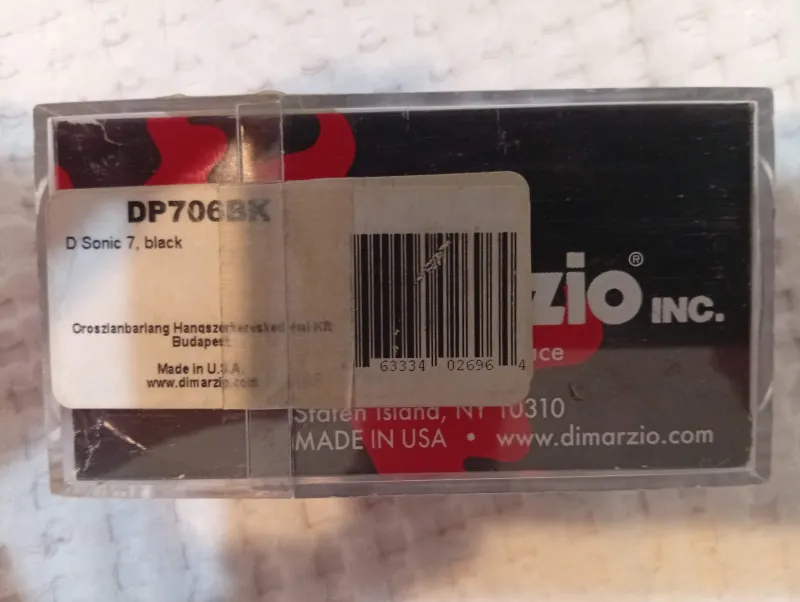 DP706BK
D Sonic 7, black
Oroszlanbarlang Hangszerkereskedelmi Kft
Budapest
Made in U.S.A.
www.dimarzio.com
63334 02696 4
zio® INC.
Staten Island, NY 10310
MADE IN USA • www.dimarzio.com